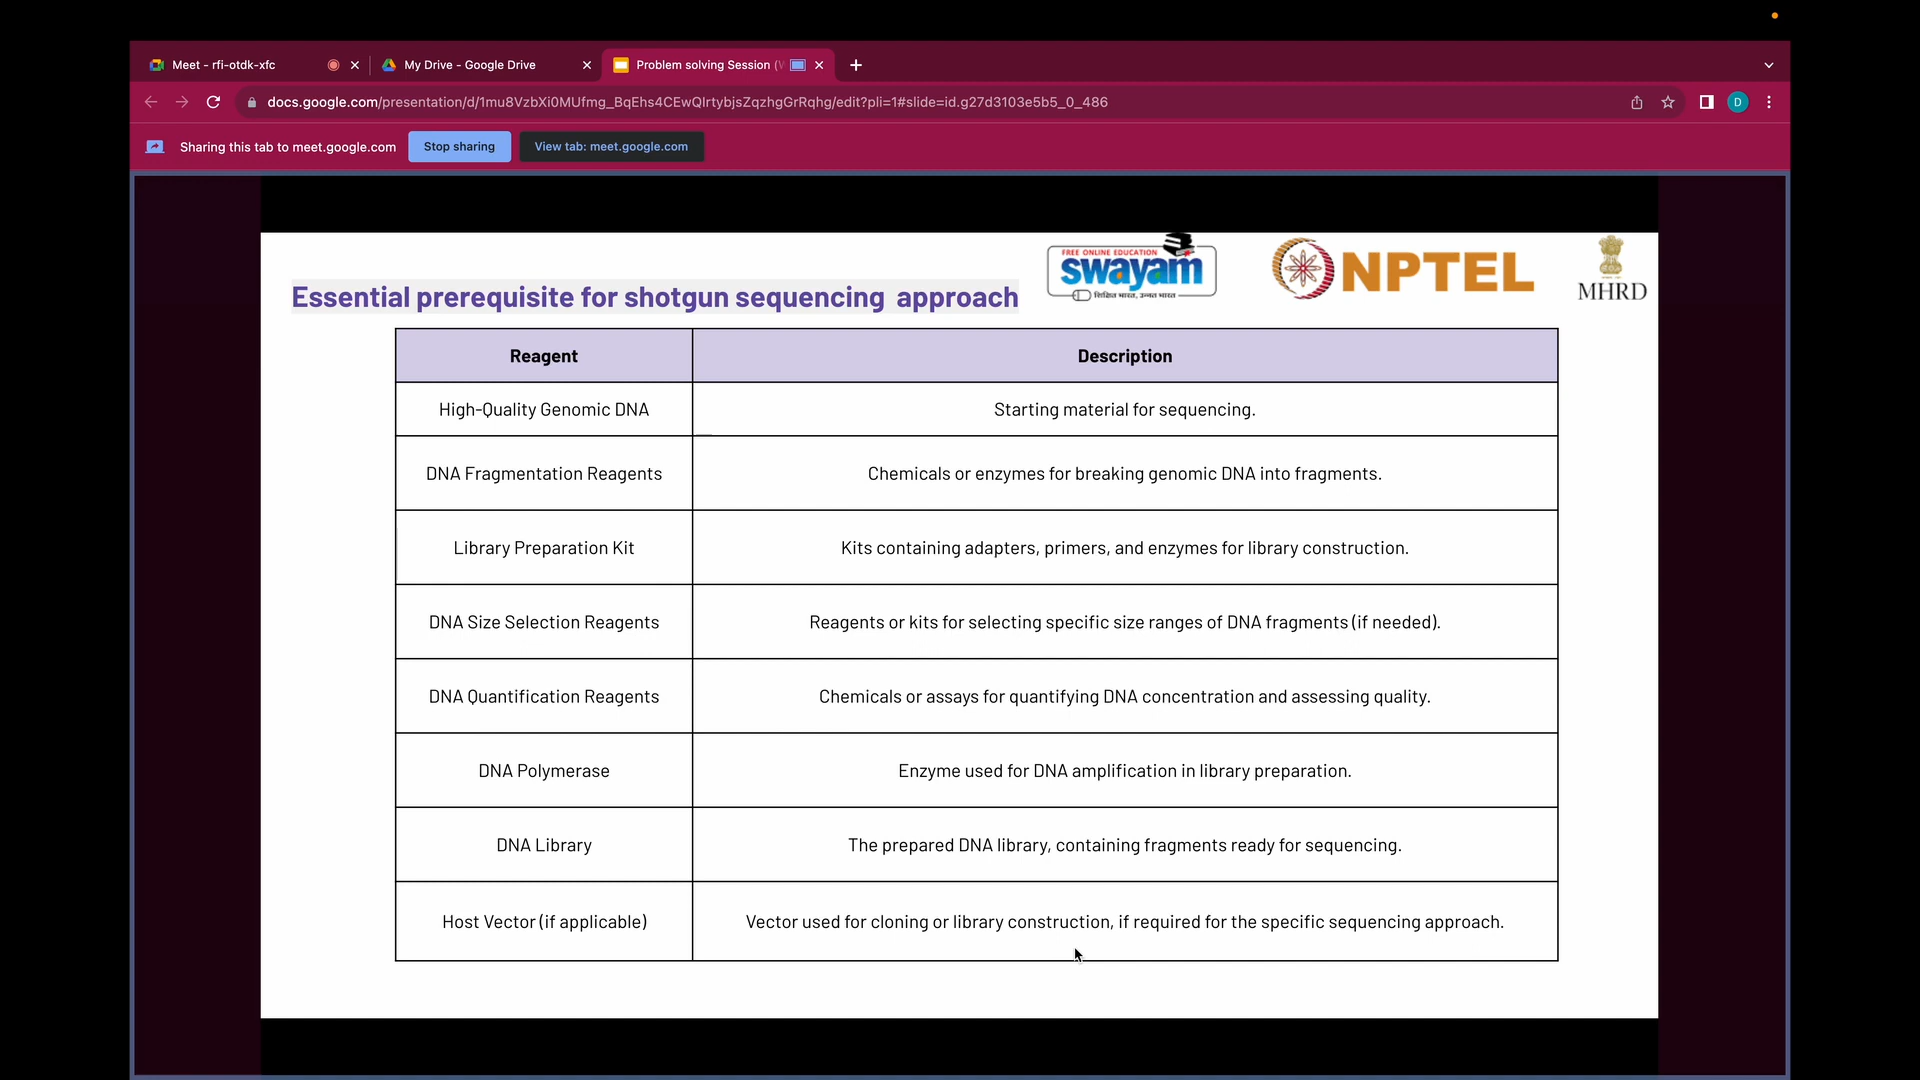 Meet - rfi-otdk-xfc
My Drive - Google Drive
Problem solving Session (
docs.google.com/presentation/d/1mu8VzbXi0MUfmg_BqEhs4CEwQIrtybjsZqzhgGrRqhg/edit?pli=1#slide=id.g27d3103e5b5_0_486
D
Sharing this tab to meet.google.com
Stop sharing
View tab: meet.google.com
FREE ONLINE EDUCATION
swayam
शिक्षित भारत, उन्नत भारत
NPTEL
MHRD
Essential prerequisite for shotgun sequencing approach
Reagent Description
High-Quality Genomic DNA Starting material for sequencing.
DNA Fragmentation Reagents Chemicals or enzymes for breaking genomic DNA into fragments.
Library Preparation Kit Kits containing adapters, primers, and enzymes for library construction.
DNA Size Selection Reagents Reagents or kits for selecting specific size ranges of DNA fragments (if needed).
DNA Quantification Reagents Chemicals or assays for quantifying DNA concentration and assessing quality.
DNA Polymerase Enzyme used for DNA amplification in library preparation.
DNA Library The prepared DNA library, containing fragments ready for sequencing.
Host Vector (if applicable) Vector used for cloning or library construction, if required for the specific sequencing approach.